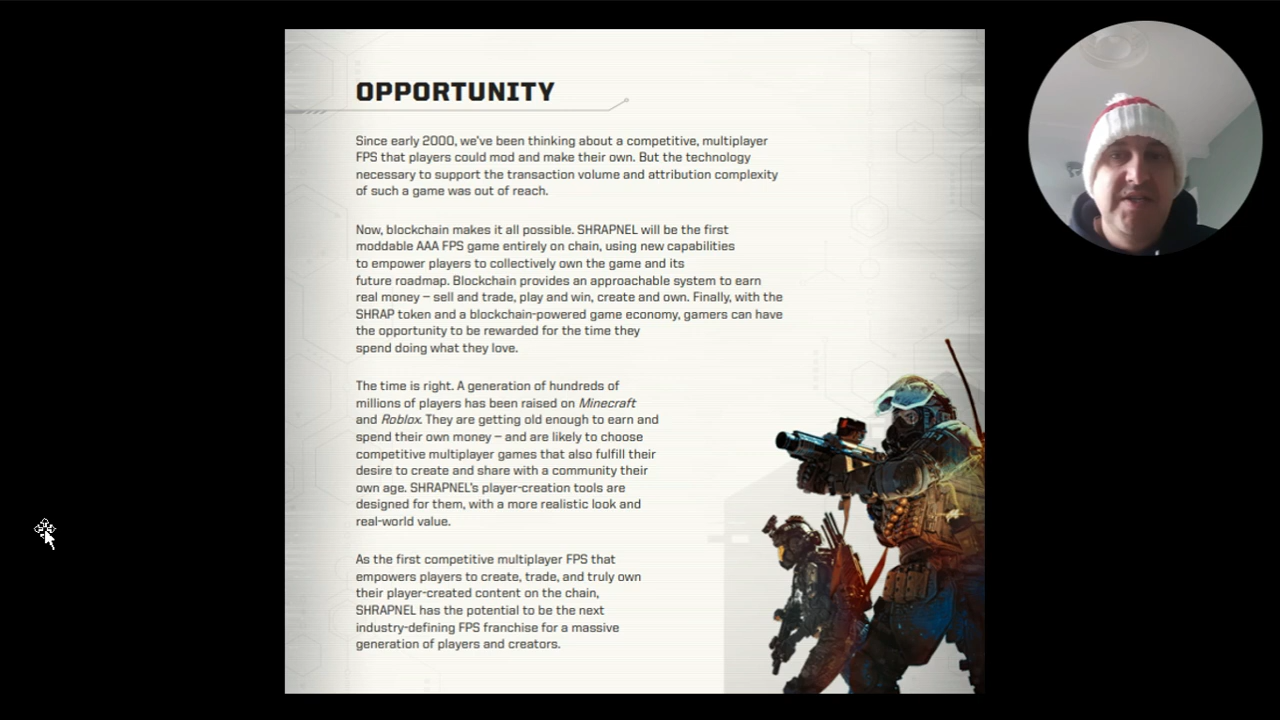 OPPORTUNITY
Since early 2000, we've been thinking about a competitive, multiplayer
FPS that players could mod and make their own. But the technology
necessary to support the transaction volume and attribution complexity
of such a game was out of reach.
Now, blockchain makes it all possible. SHRAPNEL will be the first
moddable AAA FPS game entirely on chain, using new capabilities
to empower players to collectively own the game and its
future roadmap. Blockchain provides an approachable system to earn
real money – sell and trade, play and win, create and own. Finally, with the
SHRAP token and a blockchain-powered game economy, gamers can have
the opportunity to be rewarded for the time they
spend doing what they love.
The time is right. A generation of hundreds of
millions of players has been raised on Minecraft
and Roblox. They are getting old enough to earn and
spend their own money – and are likely to choose
competitive multiplayer games that also fulfill their
desire to create and share with a community their
own age. SHRAPNEL's player-creation tools are
designed for them, with a more realistic look and
real-world value.
As the first competitive multiplayer FPS that
empowers players to create, trade, and truly own
their player-created content on the chain,
SHRAPNEL has the potential to be the next
industry-defining FPS franchise for a massive
generation of players and creators.